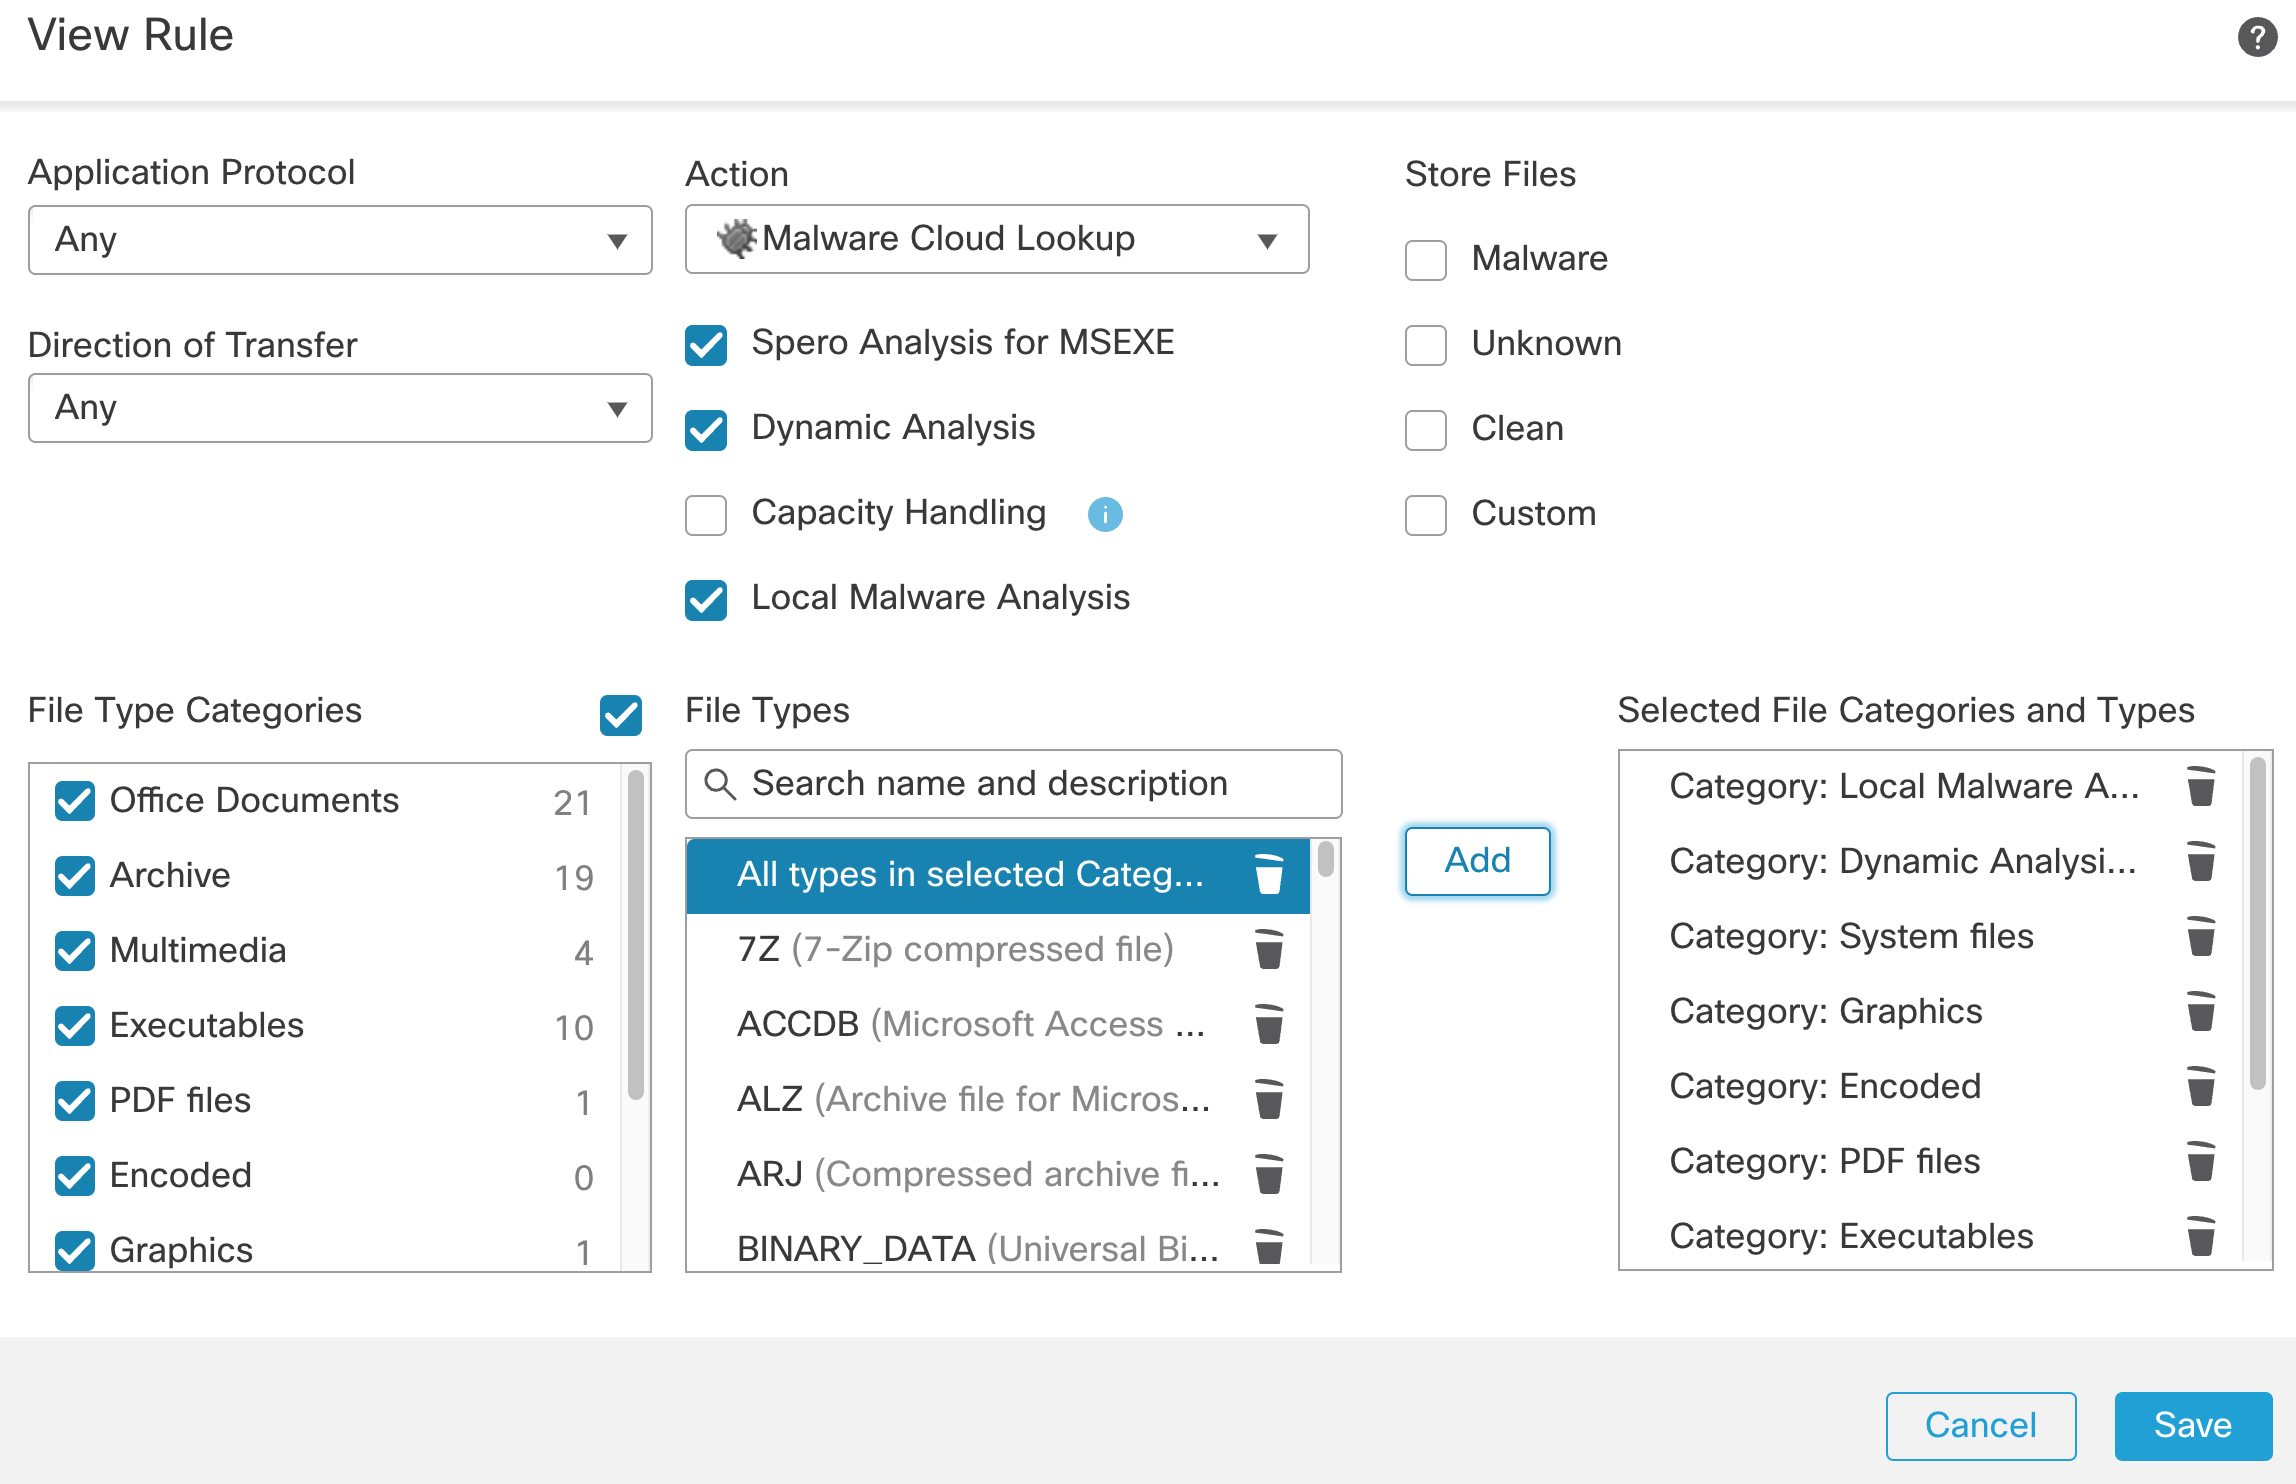 View Rule
?
Application Protocol
Any
Direction of Transfer
Any
Action
Malware Cloud Lookup
Spero Analysis for MSEXE
Dynamic Analysis
Capacity Handling i
Local Malware Analysis
Store Files
Malware
Unknown
Clean
Custom
File Type Categories
Office Documents 21
Archive 19
Multimedia 4
Executables 10
PDF files 1
Encoded 0
Graphics 1
File Types
Search name and description
All types in selected Categ...
7Z (7-Zip compressed file)
ACCDB (Microsoft Access ...
ALZ (Archive file for Micros...
ARJ (Compressed archive fi...
BINARY_DATA (Universal Bi...
Add
Selected File Categories and Types
Category: Local Malware A...
Category: Dynamic Analysi...
Category: System files
Category: Graphics
Category: Encoded
Category: PDF files
Category: Executables
Cancel
Save